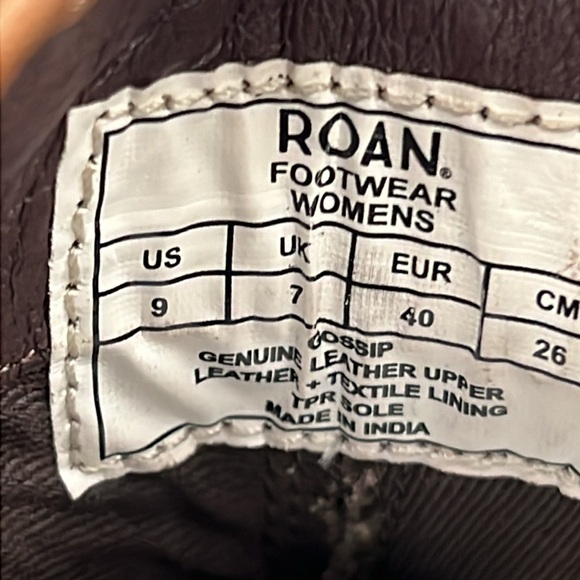 ROAN®
FOOTWEAR
WOMENS
US UK EUR CM
9 7 40 26
GOSSIP
GENUINE LEATHER UPPER
LEATHER + TEXTILE LINING
TPR SOLE
MADE IN INDIA